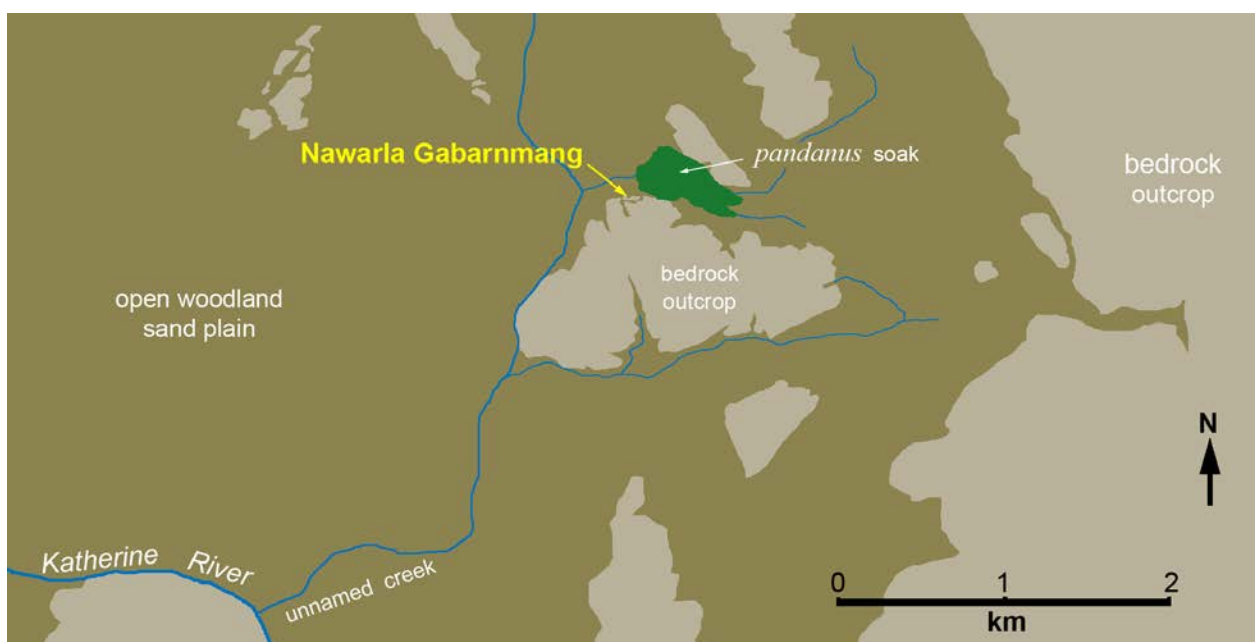 Nawarla Gabarnmang
pandanus soak
bedrock
outcrop
bedrock
outcrop
open woodland
sand plain
N
Katherine River
unnamed creek
0 1 2
km